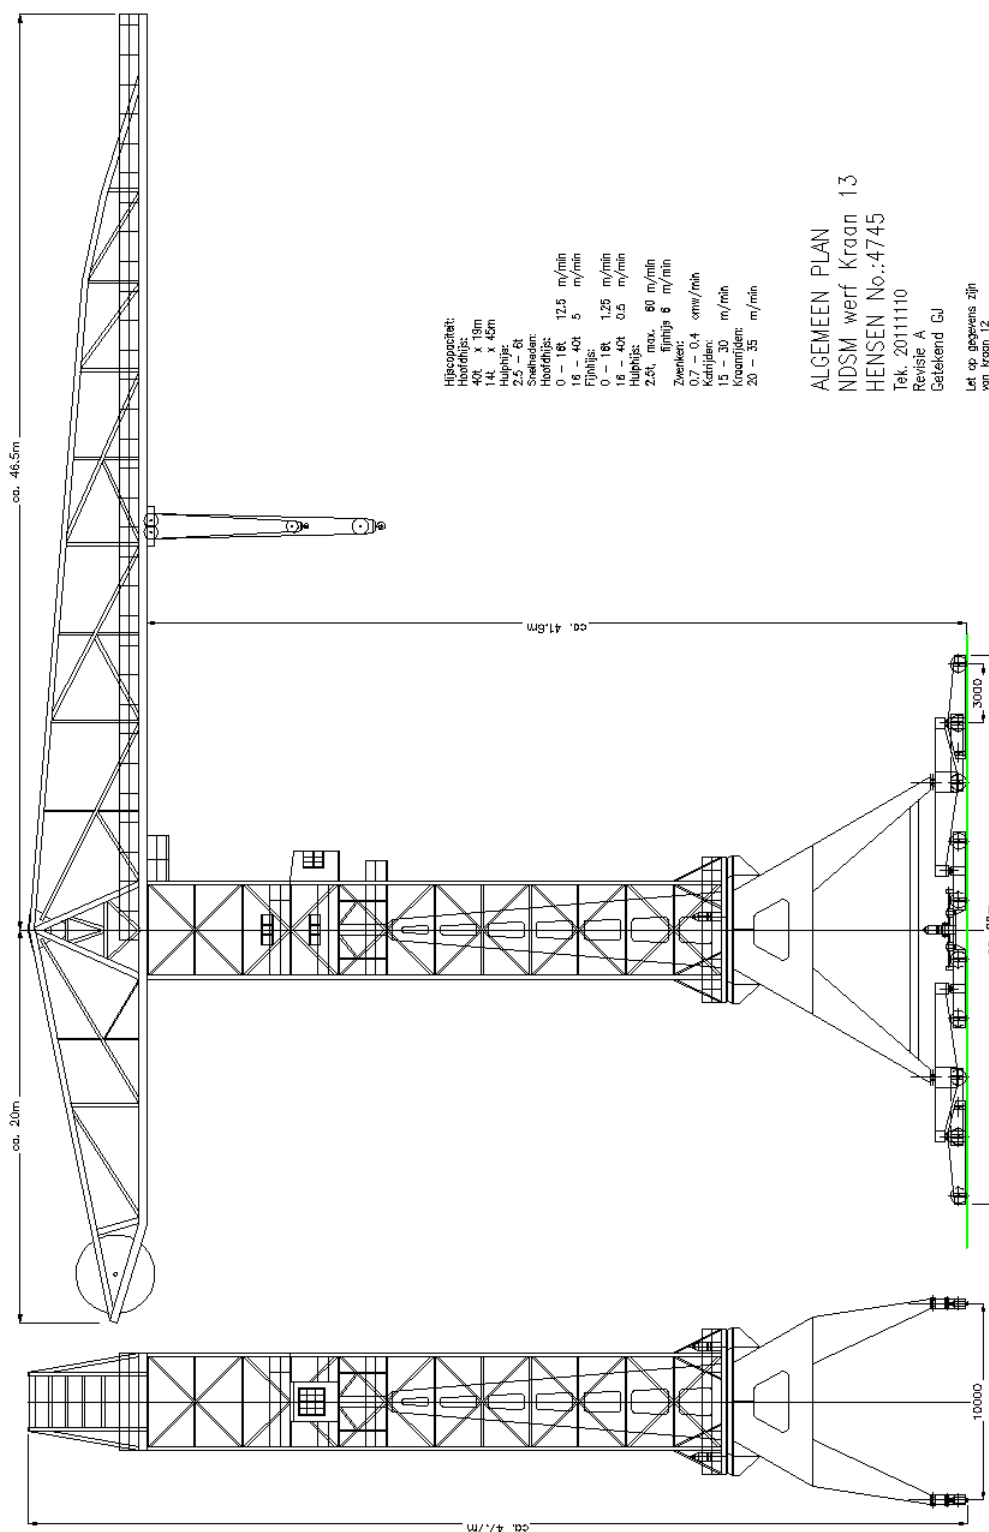 ca. 46.5m
ca. 20m
ca. 41.6m
3000
10000
ca. 47.7m
Hijscapaciteit:
Hoofdhijs:
40t x 19m
14t x 45m
Hulphijs:
2.5 - 6t
Snelheden:
Hoofdhijs:
0 - 16t 12.5 m/min
16 - 40t 5 m/min
Fijnhijs:
0 - 16t 1.25 m/min
16 - 40t 0.5 m/min
Hulphijs:
2.5t, max. 60 m/min
fijnhijs 6 m/min
Zwenken:
0.7 - 0.4 omw/min
Katrijden:
15 - 30 m/min
Kraanrijden:
20 - 35 m/min
ALGEMEEN PLAN
NDSM werf Kraan 13
HENSEN No.:4745
Tek. 20111110
Revisie A
Getekend GJ
Let op gegevens zijn
van kraan 12